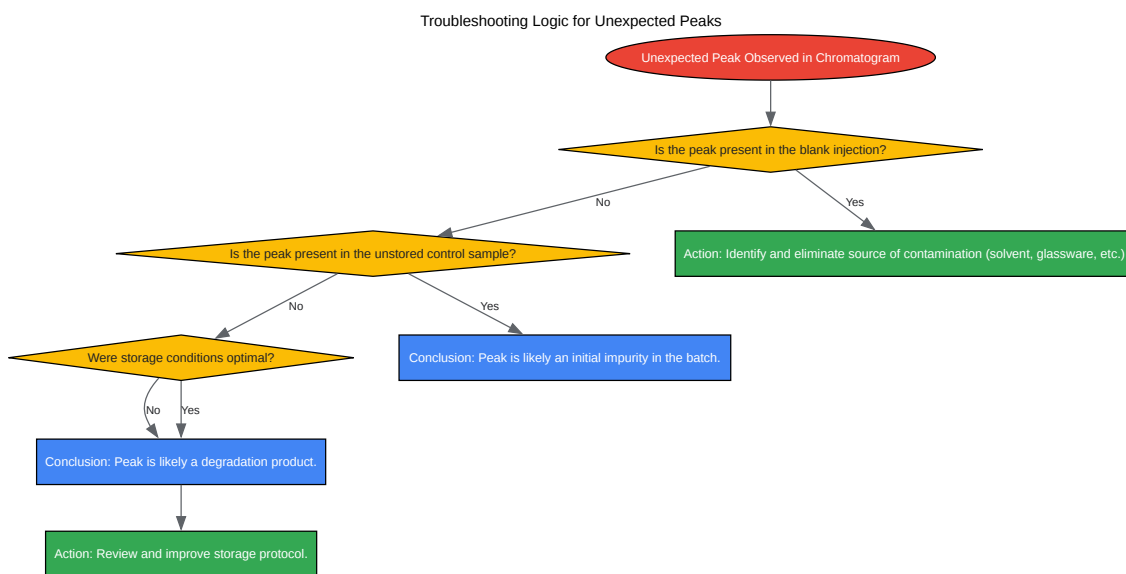 Troubleshooting Logic for Unexpected Peaks
Unexpected Peak Observed in Chromatogram
Is the peak present in the blank injection?
No
Yes
Is the peak present in the unstored control sample?
Action: Identify and eliminate source of contamination (solvent, glassware, etc.)
No
Yes
Were storage conditions optimal?
Conclusion: Peak is likely an initial impurity in the batch.
No
Yes
Conclusion: Peak is likely a degradation product.
Action: Review and improve storage protocol.